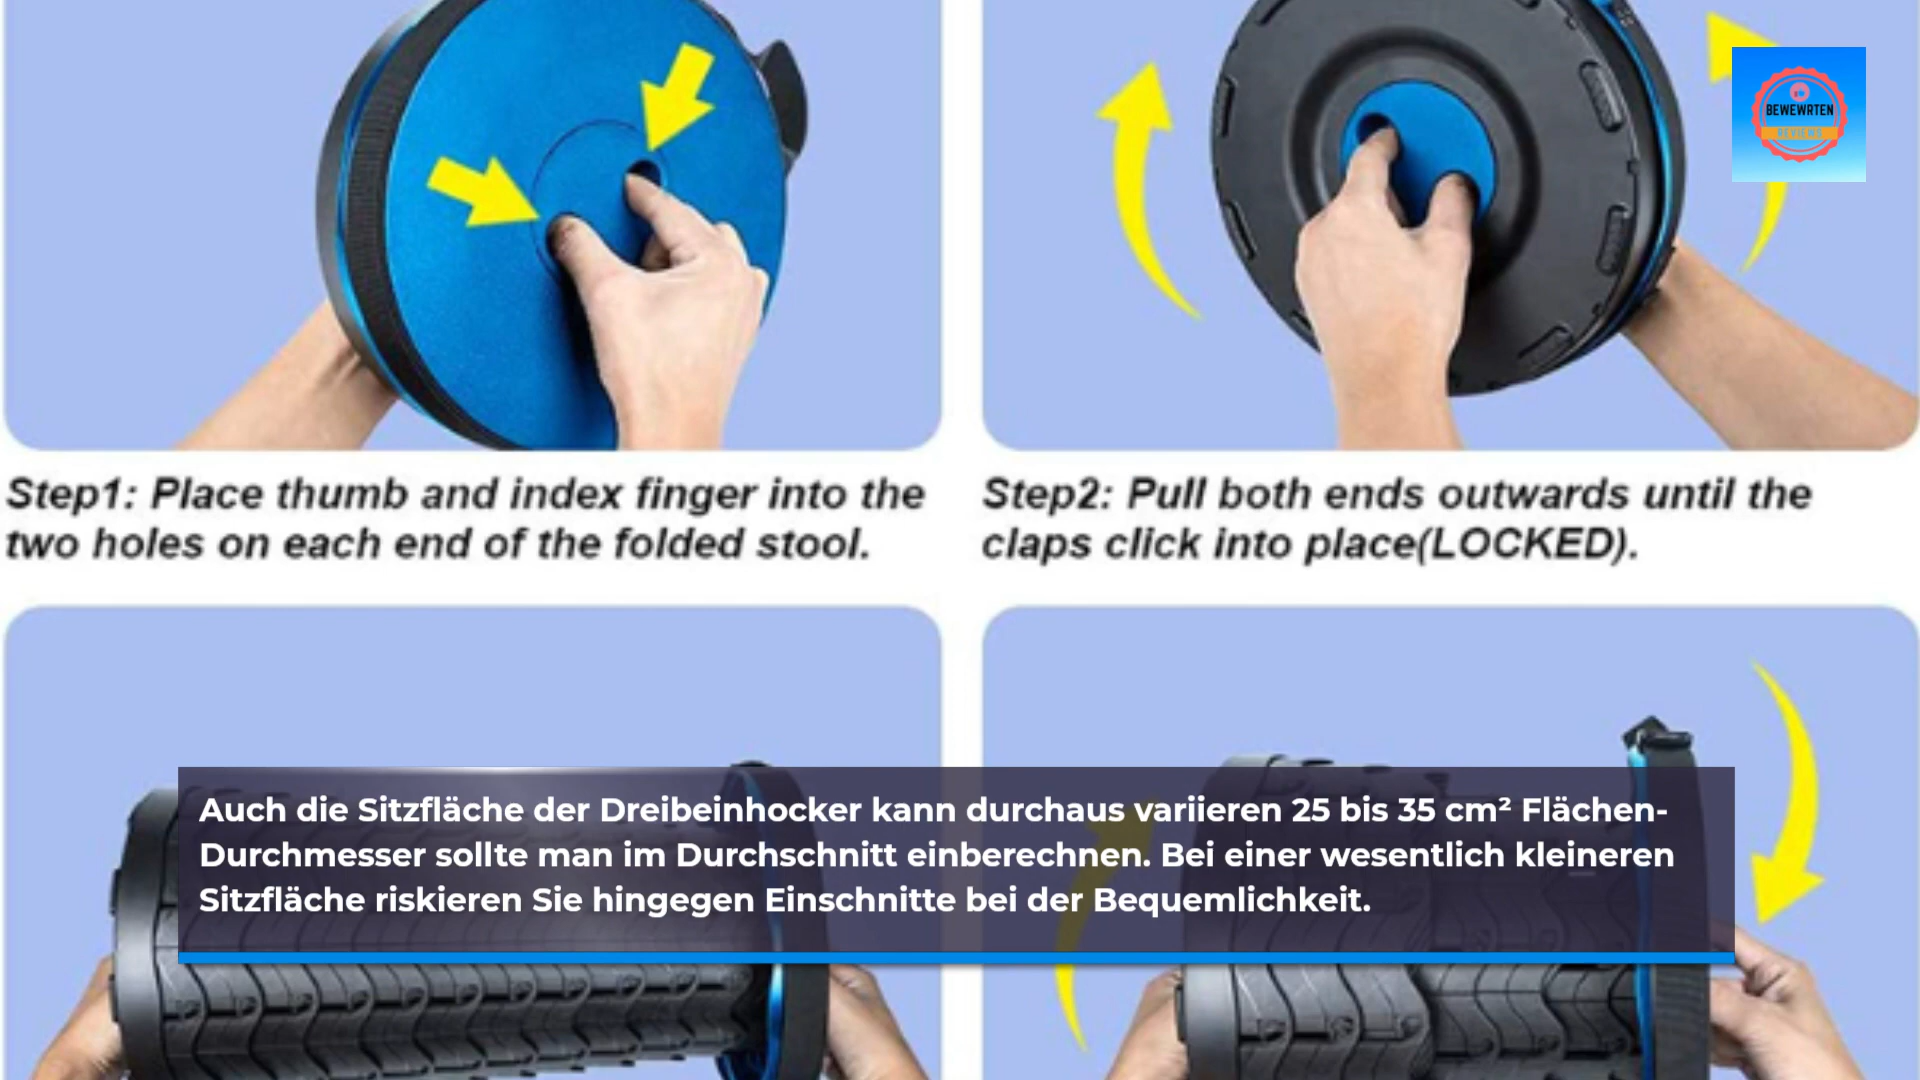 BEWEWRTEN
REVIEWS
Step1: Place thumb and index finger into the
two holes on each end of the folded stool.
Step2: Pull both ends outwards until the
claps click into place(LOCKED).
Auch die Sitzfläche der Dreibeinhocker kann durchaus variieren 25 bis 35 cm² Flächen-
Durchmesser sollte man im Durchschnitt einberechnen. Bei einer wesentlich kleineren
Sitzfläche riskieren Sie hingegen Einschnitte bei der Bequemlichkeit.